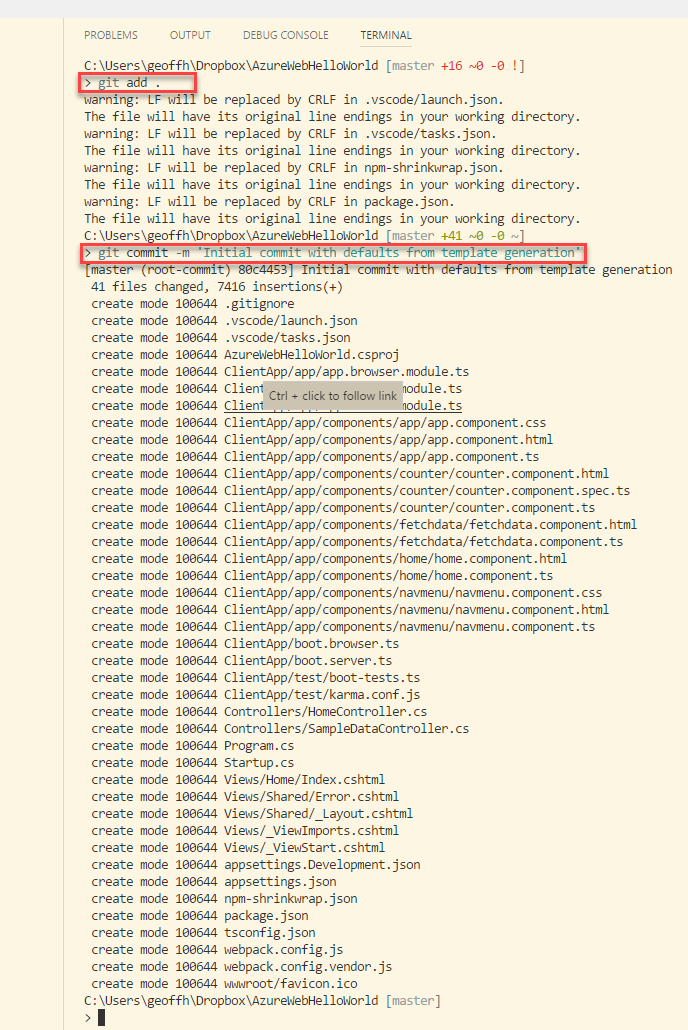 PROBLEMS OUTPUT DEBUG CONSOLE TERMINAL
C:\Users\geoffh\Dropbox\AzureWebHelloWorld [master +16 ~0 -0 !]
> git add .
warning: LF will be replaced by CRLF in .vscode/launch.json.
The file will have its original line endings in your working directory.
warning: LF will be replaced by CRLF in .vscode/tasks.json.
The file will have its original line endings in your working directory.
warning: LF will be replaced by CRLF in npm-shrinkwrap.json.
The file will have its original line endings in your working directory.
warning: LF will be replaced by CRLF in package.json.
The file will have its original line endings in your working directory.
C:\Users\geoffh\Dropbox\AzureWebHelloWorld [master +41 ~0 -0 ~]
> git commit -m 'Initial commit with defaults from template generation'
[master (root-commit) 80c4453] Initial commit with defaults from template generation
41 files changed, 7416 insertions(+)
create mode 100644 .gitignore
create mode 100644 .vscode/launch.json
create mode 100644 .vscode/tasks.json
create mode 100644 AzureWebHelloWorld.csproj
create mode 100644 ClientApp/app/app.browser.module.ts
create mode 100644 Client module.ts
Ctrl + click to follow link
create mode 100644 ClientApp/app/app module.ts
create mode 100644 ClientApp/app/components/app/app.component.css
create mode 100644 ClientApp/app/components/app/app.component.html
create mode 100644 ClientApp/app/components/app/app.component.ts
create mode 100644 ClientApp/app/components/counter/counter.component.html
create mode 100644 ClientApp/app/components/counter/counter.component.spec.ts
create mode 100644 ClientApp/app/components/counter/counter.component.ts
create mode 100644 ClientApp/app/components/fetchdata/fetchdata.component.html
create mode 100644 ClientApp/app/components/fetchdata/fetchdata.component.ts
create mode 100644 ClientApp/app/components/home/home.component.html
create mode 100644 ClientApp/app/components/home/home.component.ts
create mode 100644 ClientApp/app/components/navmenu/navmenu.component.css
create mode 100644 ClientApp/app/components/navmenu/navmenu.component.html
create mode 100644 ClientApp/app/components/navmenu/navmenu.component.ts
create mode 100644 ClientApp/boot.browser.ts
create mode 100644 ClientApp/boot.server.ts
create mode 100644 ClientApp/test/boot-tests.ts
create mode 100644 ClientApp/test/karma.conf.js
create mode 100644 Controllers/HomeController.cs
create mode 100644 Controllers/SampleDataController.cs
create mode 100644 Program.cs
create mode 100644 Startup.cs
create mode 100644 Views/Home/Index.cshtml
create mode 100644 Views/Shared/Error.cshtml
create mode 100644 Views/Shared/_Layout.cshtml
create mode 100644 Views/_ViewImports.cshtml
create mode 100644 Views/_ViewStart.cshtml
create mode 100644 appsettings.Development.json
create mode 100644 appsettings.json
create mode 100644 npm-shrinkwrap.json
create mode 100644 package.json
create mode 100644 tsconfig.json
create mode 100644 webpack.config.js
create mode 100644 webpack.config.vendor.js
create mode 100644 wwwroot/favicon.ico
C:\Users\geoffh\Dropbox\AzureWebHelloWorld [master]
>